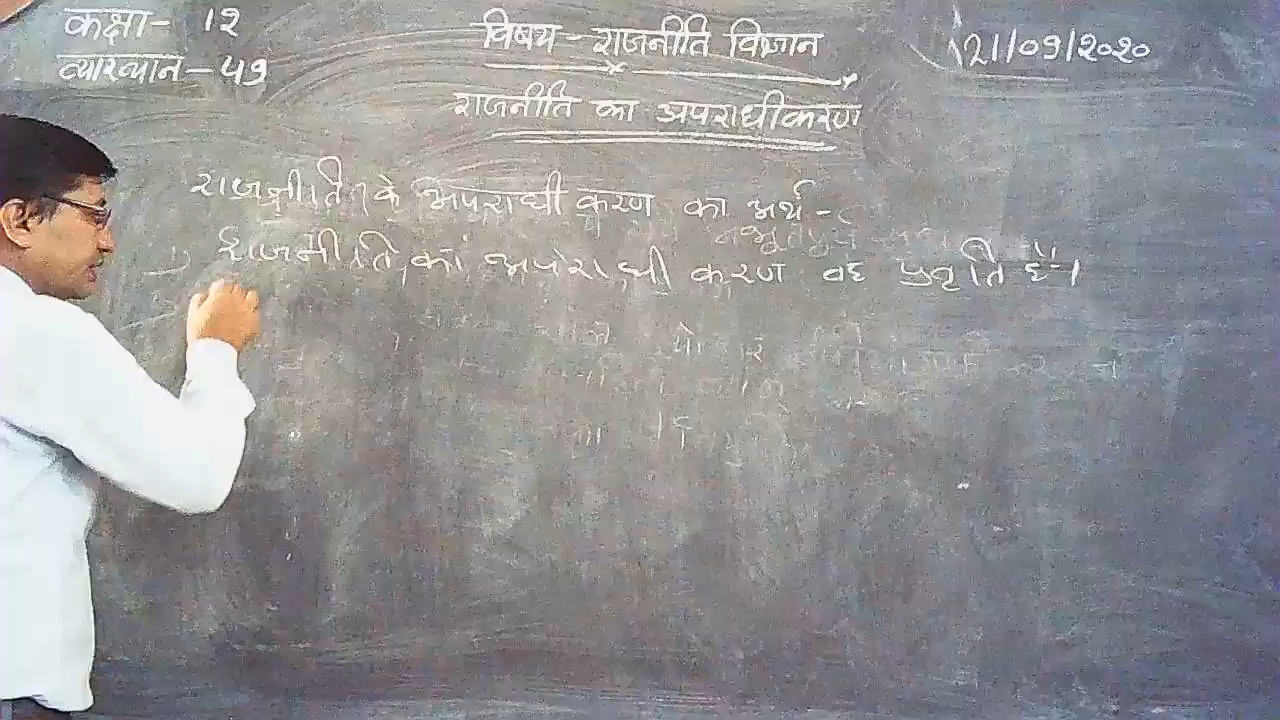 कक्षा- 12
विषय - राजनीति विज्ञान
21/09/2020
व्याख्यान - 49
राजनीति का अपराधीकरण
राजनीति के अपराधीकरण का अर्थ -
राजनीति का अपराधीकरण वह प्रवृति है।